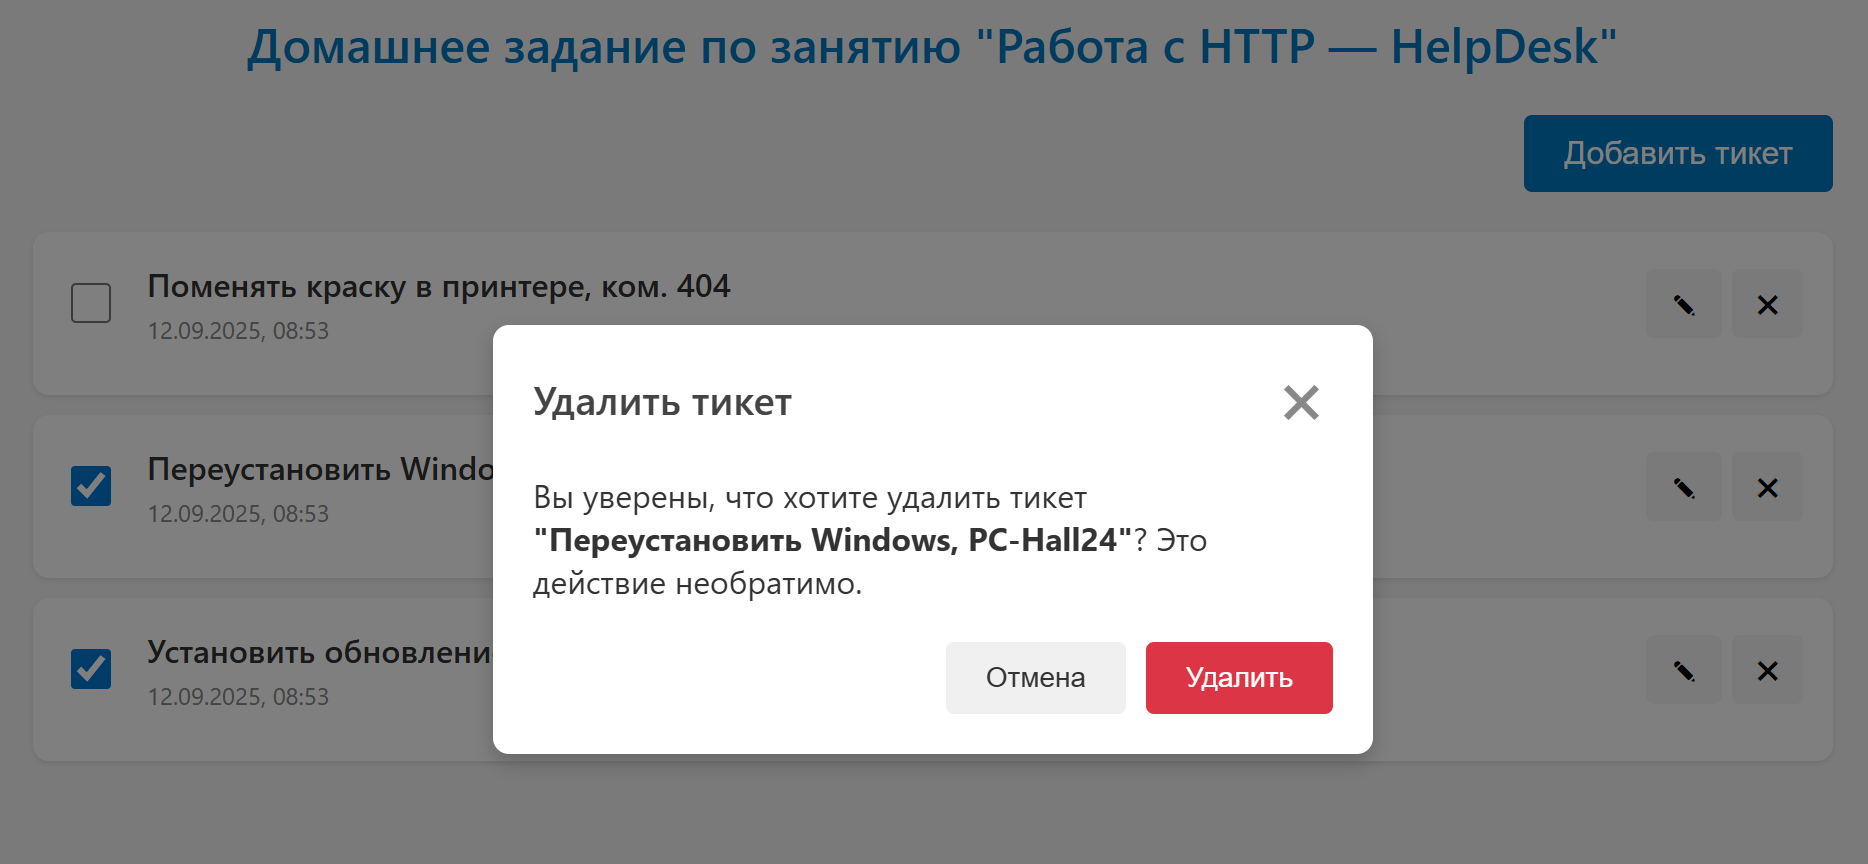 Домашнее задание по занятию "Работа с HTTP — HelpDesk"
Добавить тикет
Поменять краску в принтере, ком. 404
12.09.2025, 08:53
Переустановить Windo
12.09.2025, 08:53
Установить обновлени
12.09.2025, 08:53
Удалить тикет
Вы уверены, что хотите удалить тикет
"Переустановить Windows, PC-Hall24"? Это
действие необратимо.
Отмена
Удалить